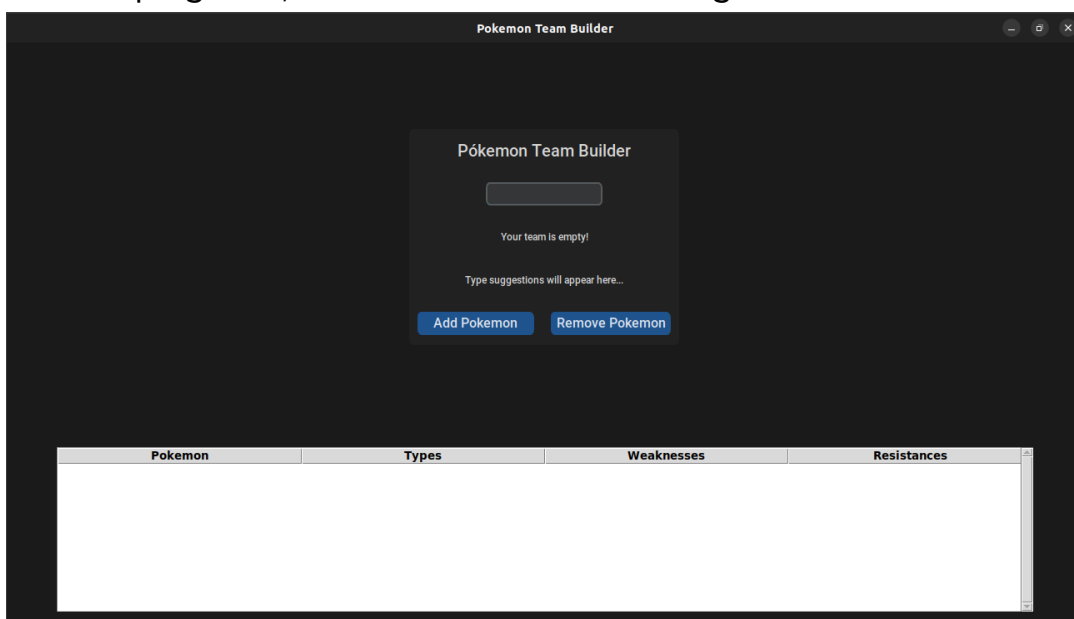 Pokemon Team Builder
Pókemon Team Builder
Your team is empty!
Type suggestions will appear here...
Add Pokemon Remove Pokemon
Pokemon Types Weaknesses Resistances